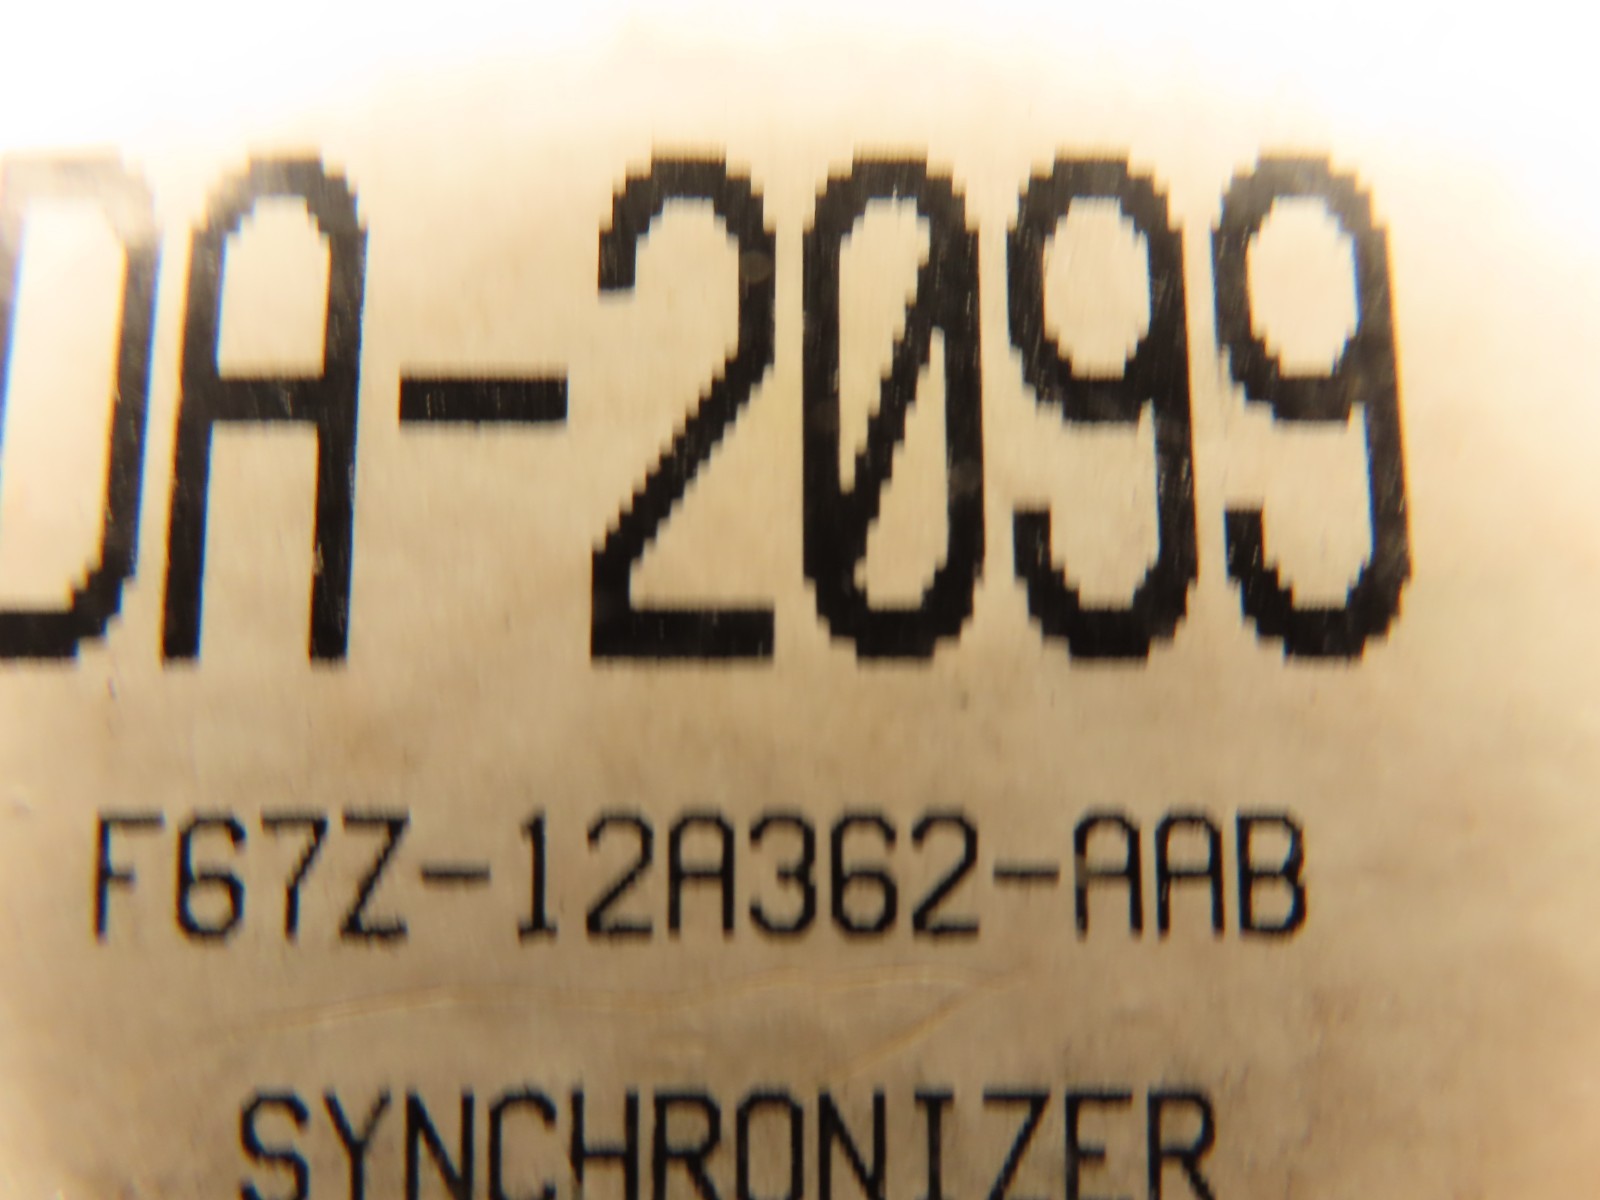 DA-2099
F67Z-12A362-AAB
SYNCHRONIZER